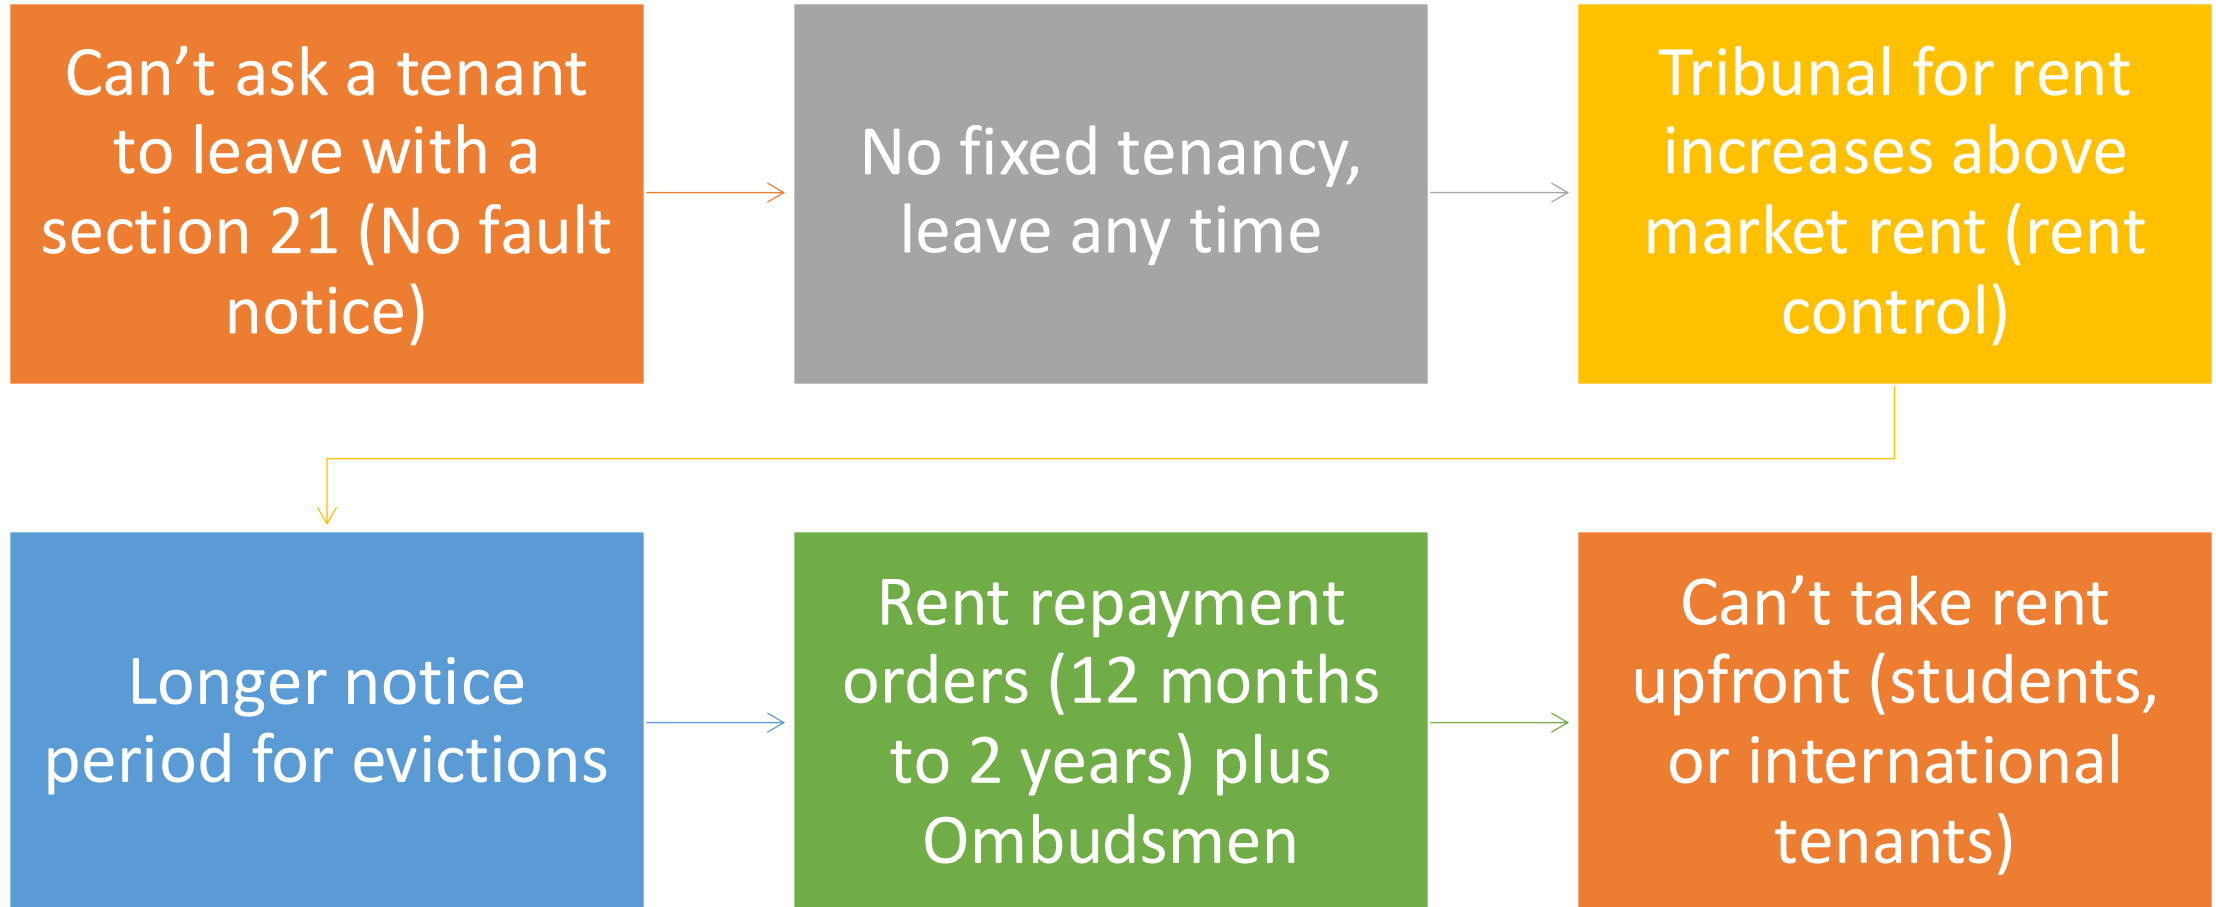 Can’t ask a tenant
to leave with a
section 21 (No fault
notice)
No fixed tenancy,
leave any time
Tribunal for rent
increases above
market rent (rent
control)
Longer notice
period for evictions
Rent repayment
orders (12 months
to 2 years) plus
Ombudsmen
Can’t take rent
upfront (students,
or international
tenants)